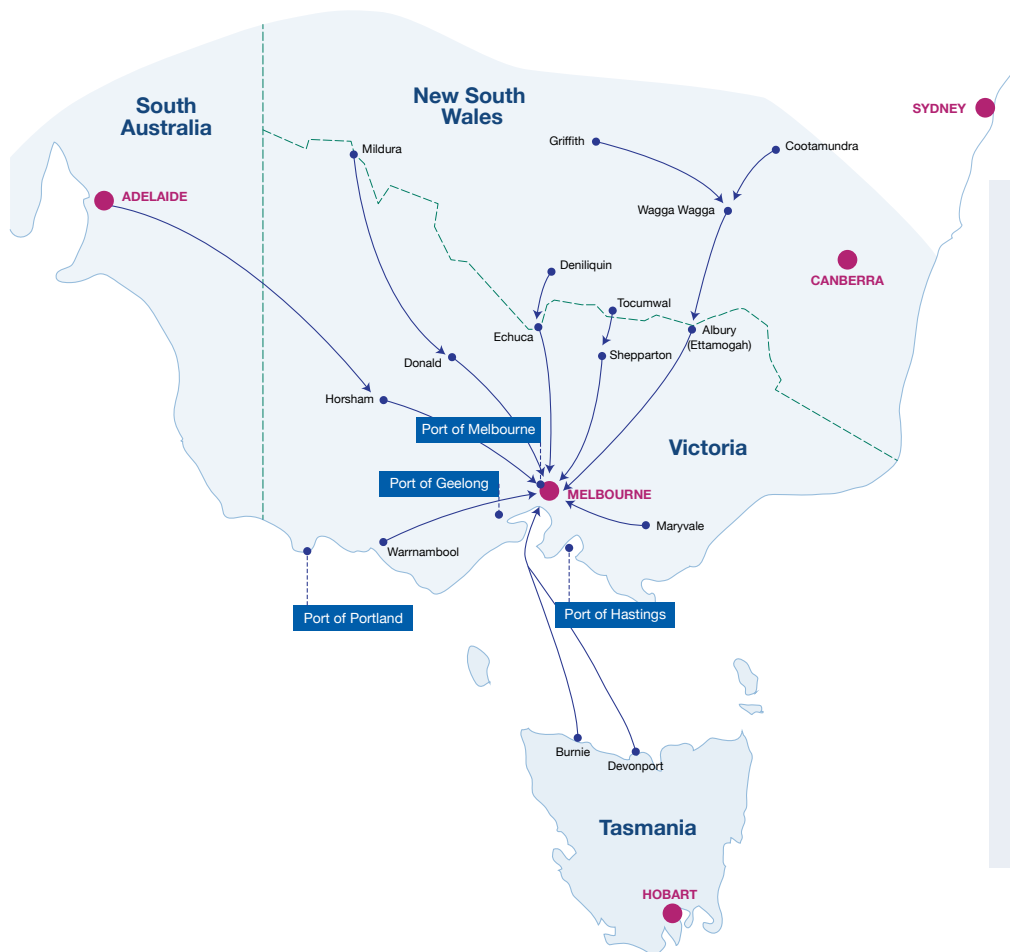 New South
Wales
South
Australia
SYDNEY
Mildura
Griffith
Cootamundra
ADELAIDE
Wagga Wagga
Deniliquin
CANBERRA
Tocumwal
Echuca
Albury
(Ettamogah)
Donald
Shepparton
Horsham
Port of Melbourne
Victoria
Port of Geelong
MELBOURNE
Maryvale
Warrnambool
Port of Portland
Port of Hastings
Burnie
Devonport
Tasmania
HOBART